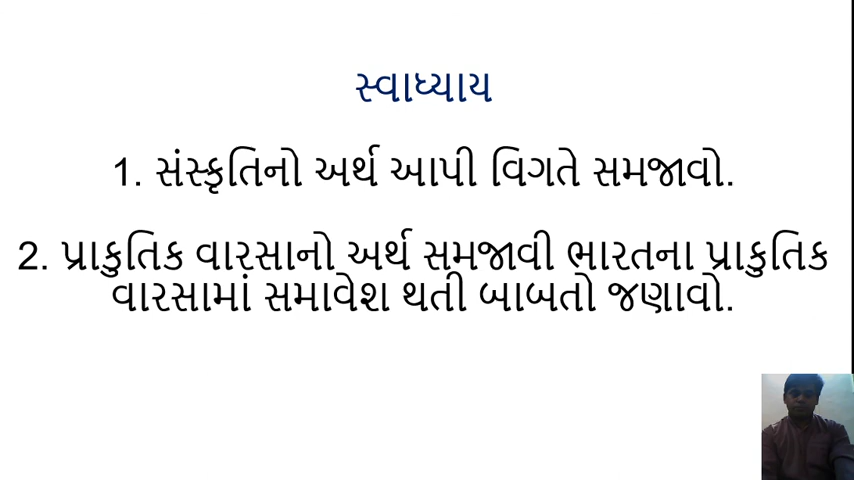 સ્વાધ્યાય
1. સંસ્કૃતિનો અર્થ આપી વિગતે સમજાવો.
2. પ્રાકુતિક વારસાનો અર્થ સમજાવી ભારતના પ્રાકુતિક
વારસામાં સમાવેશ થતી બાબતો જણાવો.